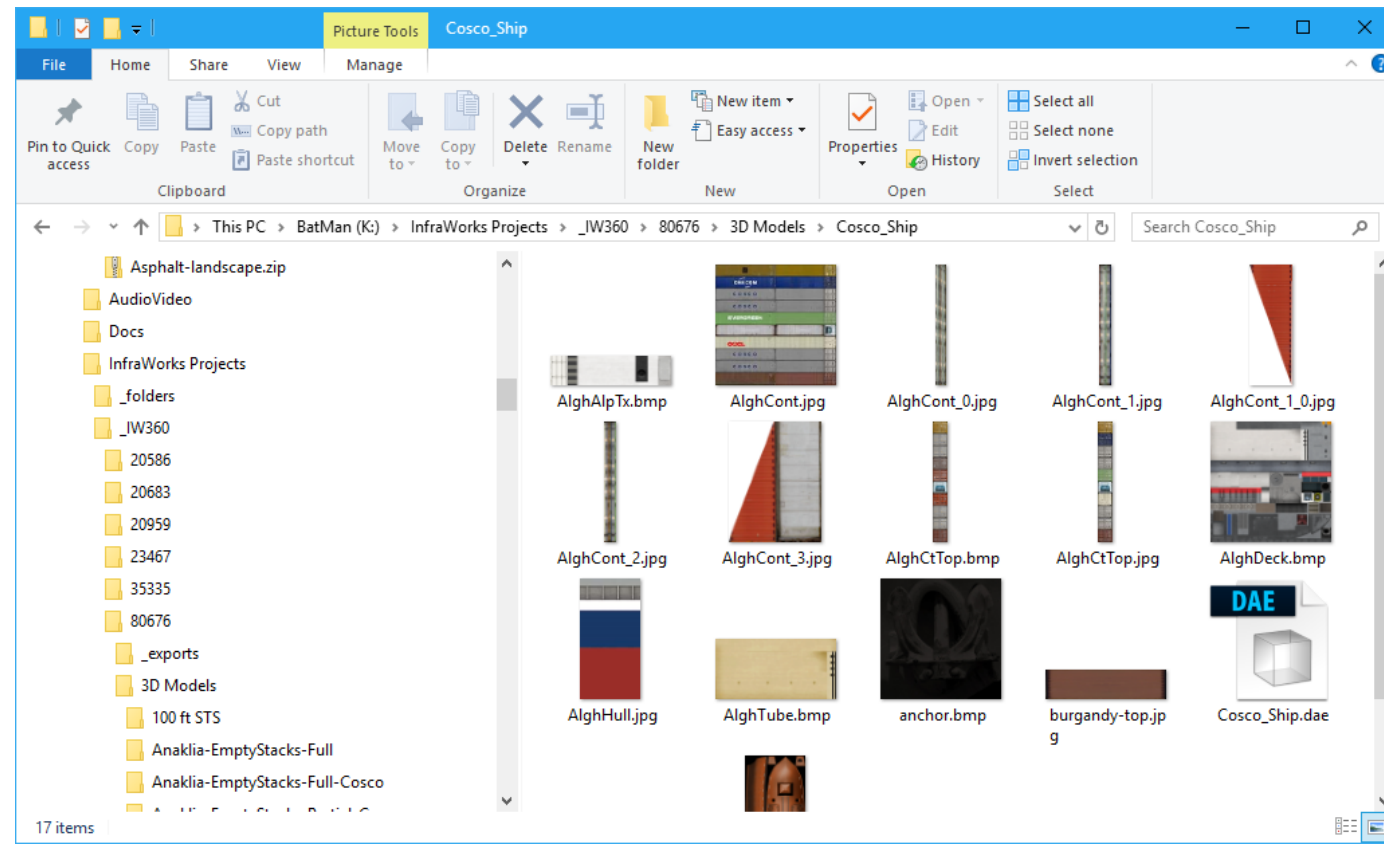 Picture Tools Cosco_Ship
File Home Share View Manage
Pin to Quick access
Copy
Paste
Cut
Copy path
Paste shortcut
Clipboard
Move to
Copy to
Delete
Rename
Organize
New folder
New item
Easy access
New
Properties
Open
Edit
History
Open
Select all
Select none
Invert selection
Select
This PC > BatMan (K:) > InfraWorks Projects > _IW360 > 80676 > 3D Models > Cosco_Ship
Search Cosco_Ship
Asphalt-landscape.zip
AudioVideo
Docs
InfraWorks Projects
_folders
_IW360
20586
20683
20959
23467
35335
80676
_exports
3D Models
100 ft STS
Anaklia-EmptyStacks-Full
Anaklia-EmptyStacks-Full-Cosco
EVERGREEN
AlghAlpTx.bmp
AlghCont.jpg
AlghCont_0.jpg
AlghCont_1.jpg
AlghCont_1_0.jpg
AlghCont_2.jpg
AlghCont_3.jpg
AlghCtTop.bmp
AlghCtTop.jpg
AlghDeck.bmp
DAE
AlghHull.jpg
AlghTube.bmp
anchor.bmp
burgandy-top.jp
g
Cosco_Ship.dae
17 items